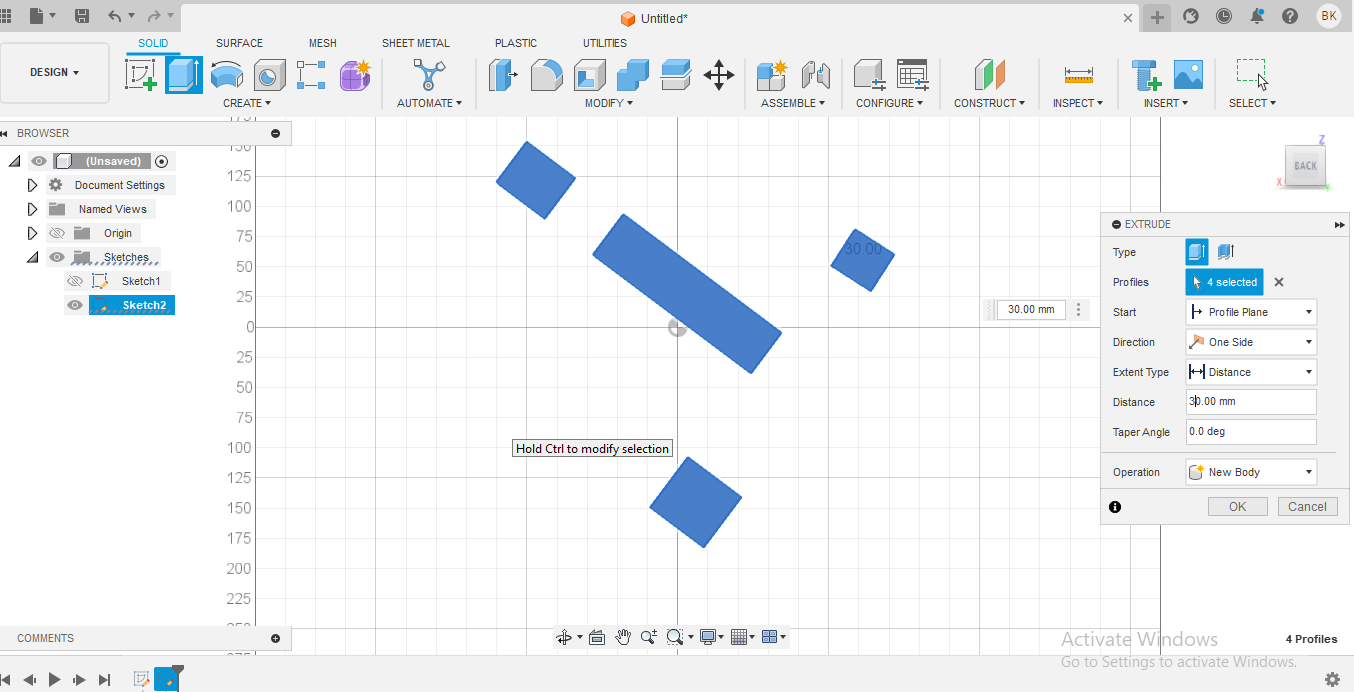 Untitled*
BK
SOLID SURFACE MESH SHEET METAL PLASTIC UTILITIES
DESIGN
CREATE AUTOMATE MODIFY ASSEMBLE CONFIGURE CONSTRUCT INSPECT INSERT SELECT
BROWSER
(Unsaved)
Document Settings
Named Views
Origin
Sketches
Sketch1
Sketch2
175
150
125
100
75
50
25
0
25
50
75
100
125
150
175
200
225
250
275
30.00
30.00 mm
Hold Ctrl to modify selection
Z
BACK
X
EXTRUDE
Type
Profiles 4 selected
Start Profile Plane
Direction One Side
Extent Type Distance
Distance 30.00 mm
Taper Angle 0.0 deg
Operation New Body
OK Cancel
COMMENTS
Activate Windows
Go to Settings to activate Windows.
4 Profiles